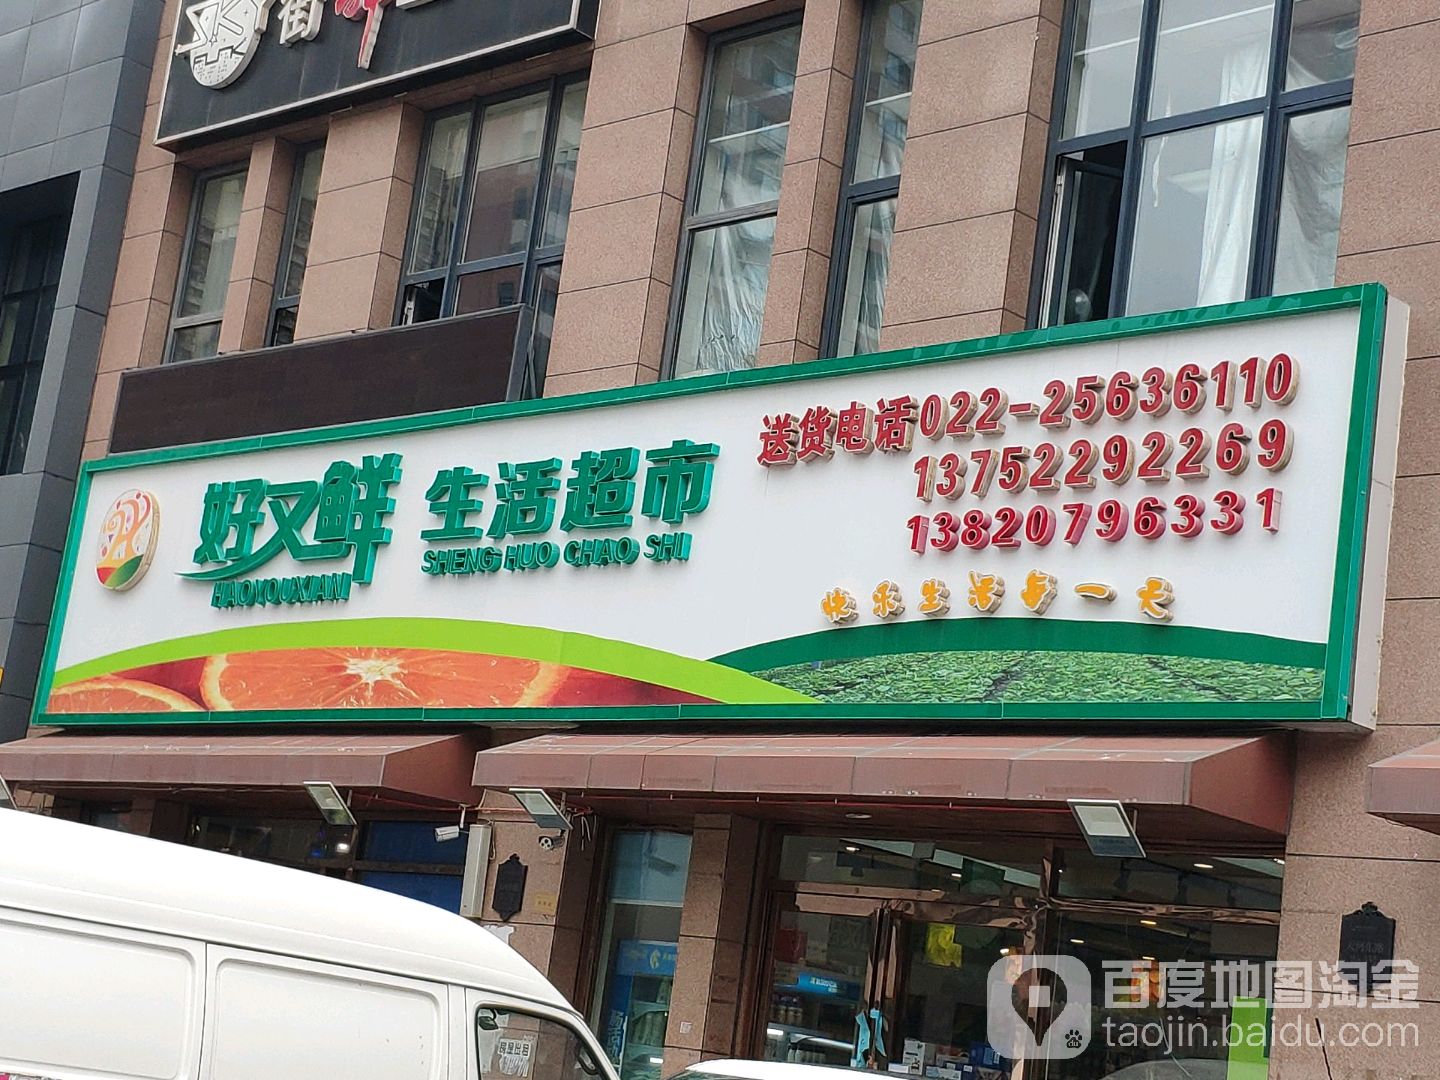 好又鲜 生活超市
HAOYOUXIAN SHENG HUO CHAO SHI
送货电话022-25636110
13752292269
13820796331
快乐生活每一天
百度地图淘金
taojin.baidu.com